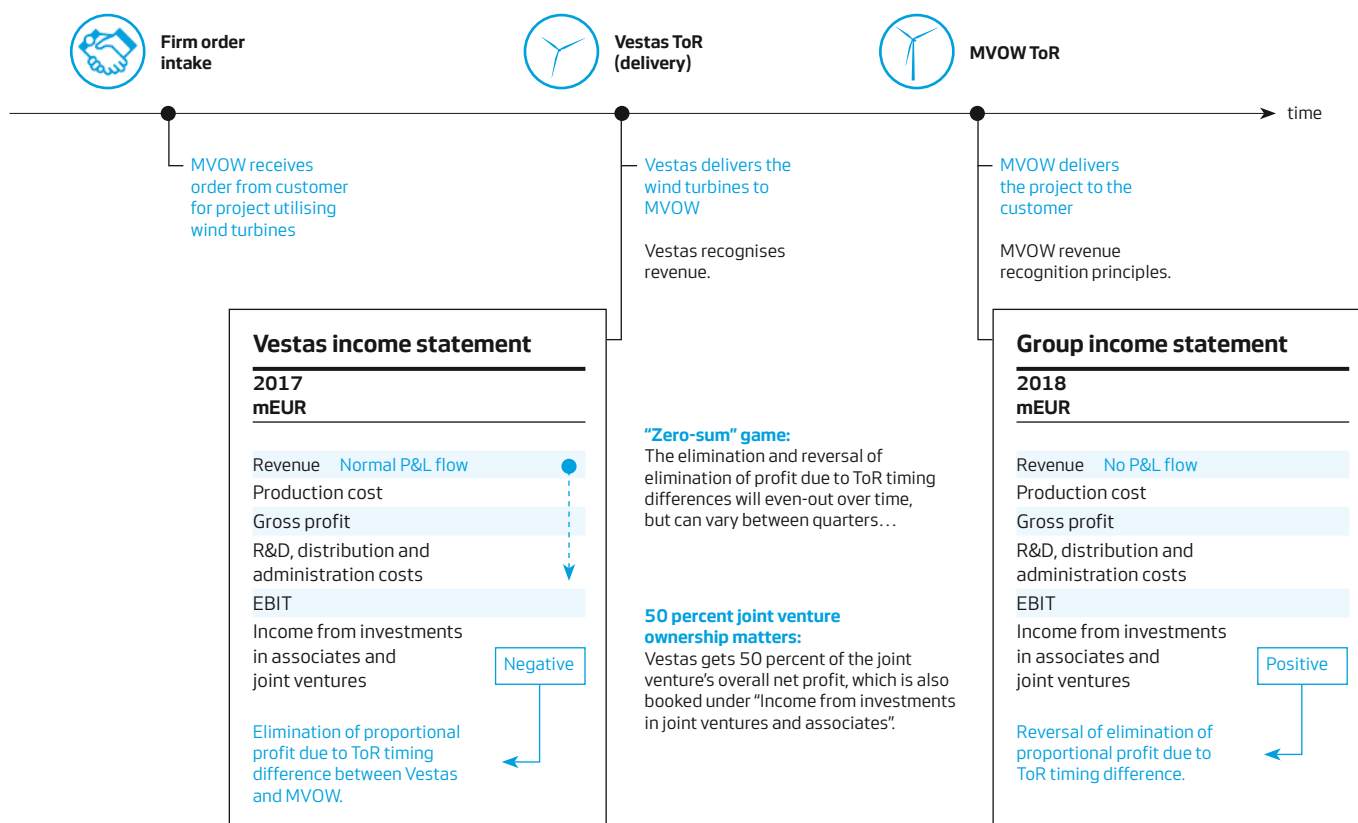 Firm order
intake
Vestas ToR
(delivery)
MVOW ToR
time
MVOW receives
order from customer
for project utilising
wind turbines
Vestas delivers the
wind turbines to
MVOW
Vestas recognises
revenue.
MVOW delivers
the project to the
customer
MVOW revenue
recognition principles.
Vestas income statement
2017
mEUR
Revenue Normal P&L flow
Production cost
Gross profit
R&D, distribution and
administration costs
EBIT
Income from investments
in associates and
joint ventures
Negative
Elimination of proportional
profit due to ToR timing
difference between Vestas
and MVOW.
“Zero-sum” game:
The elimination and reversal of
elimination of profit due to ToR timing
differences will even-out over time,
but can vary between quarters…
50 percent joint venture
ownership matters:
Vestas gets 50 percent of the joint
venture’s overall net profit, which is also
booked under “Income from investments
in joint ventures and associates”.
Group income statement
2018
mEUR
Revenue No P&L flow
Production cost
Gross profit
R&D, distribution and
administration costs
EBIT
Income from investments
in associates and
joint ventures
Positive
Reversal of elimination of
proportional profit due to
ToR timing difference.